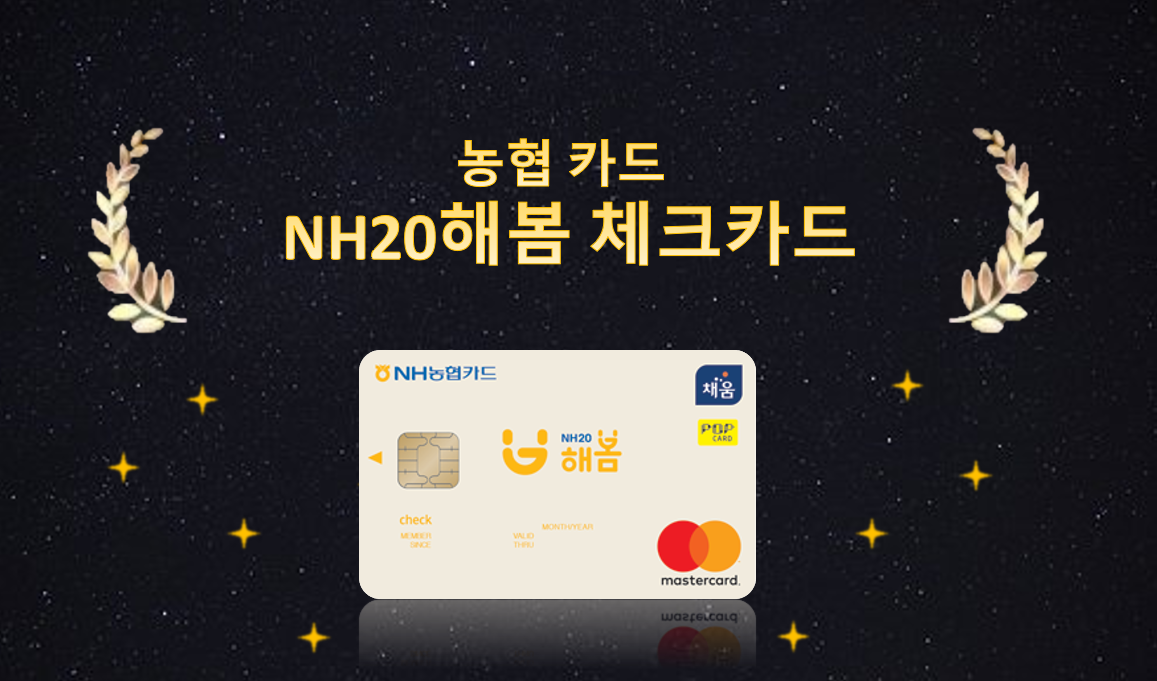 농협 카드
NH20해봄 체크카드
NH농협카드
채움
POP
CARD
NH20
해봄
check
MEMBER
SINCE
MONTH/YEAR
VALID
THRU
mastercard.